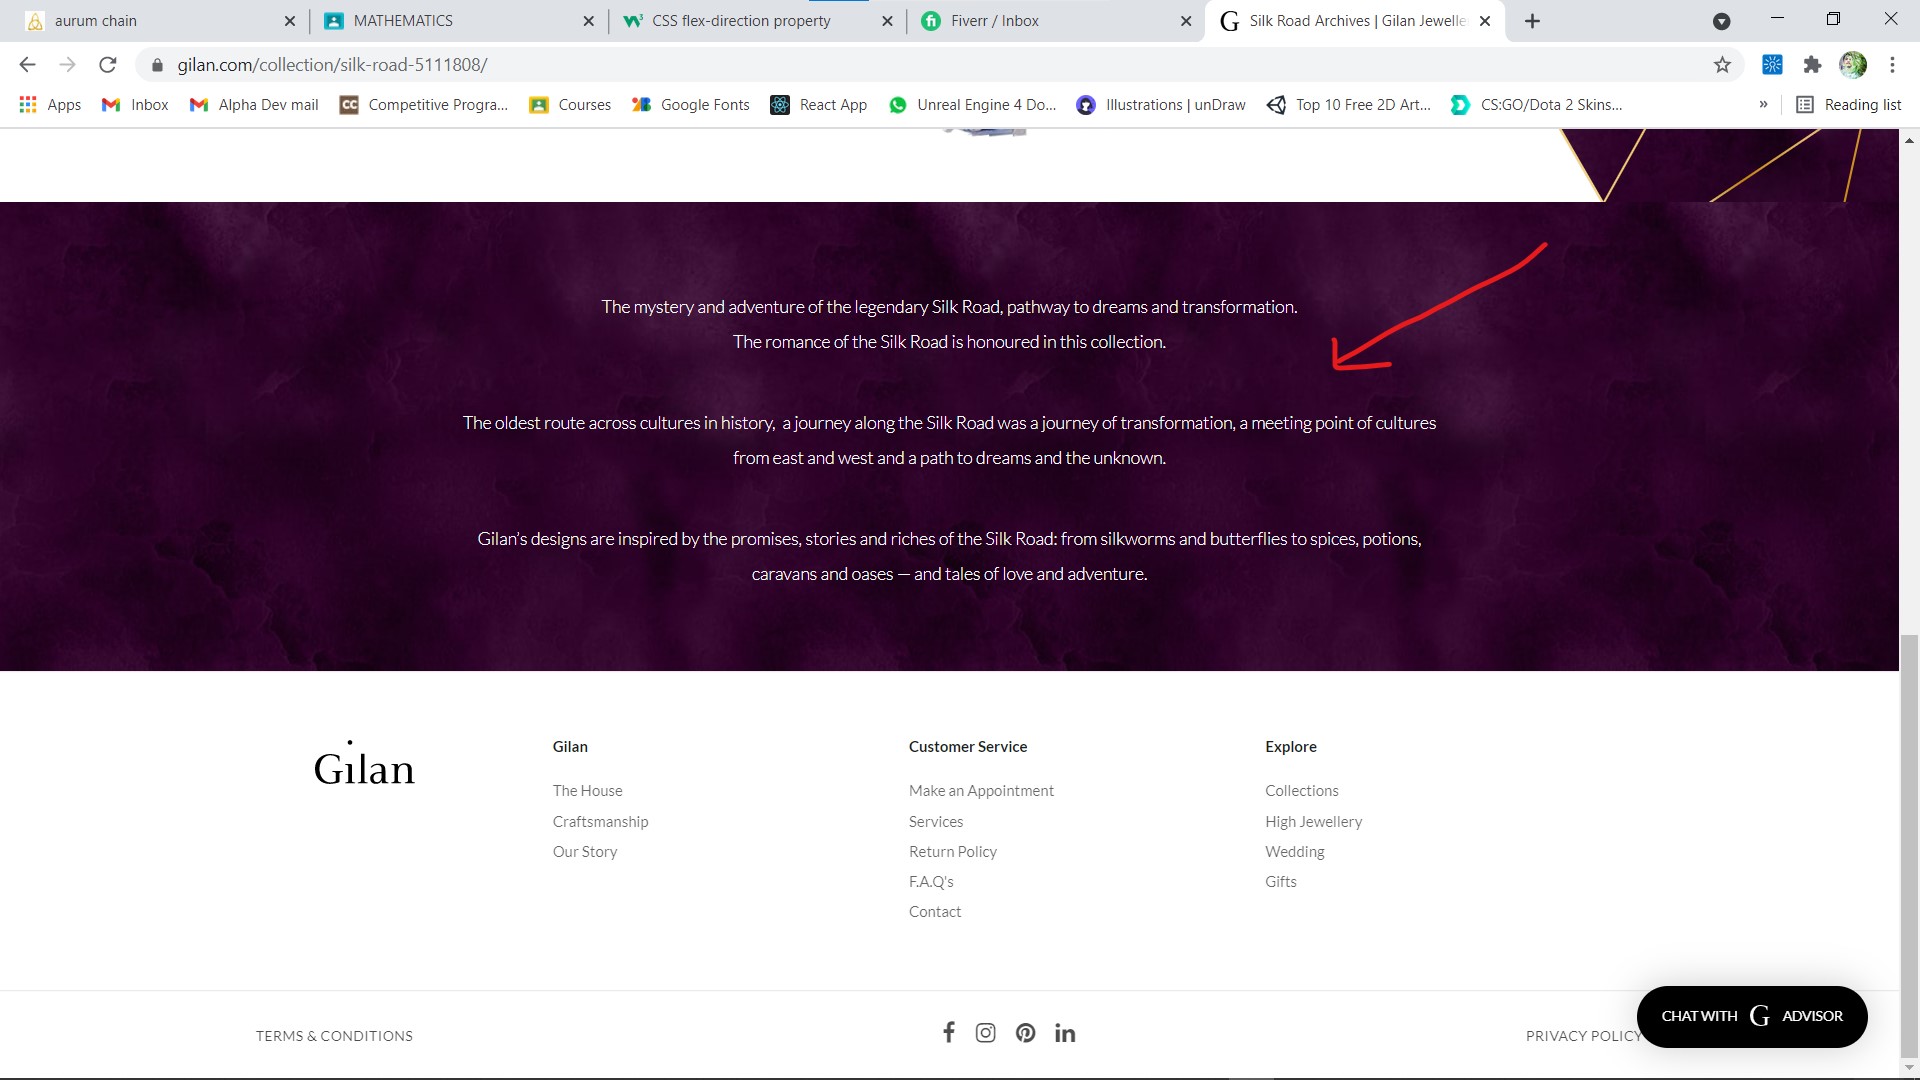 aurum chain
MATHEMATICS
CSS flex-direction property
Fiverr / Inbox
Silk Road Archives | Gilan Jewelle
gilan.com/collection/silk-road-5111808/
Apps
Inbox
Alpha Dev mail
Competitive Progra...
Courses
Google Fonts
React App
Unreal Engine 4 Do...
Illustrations | unDraw
Top 10 Free 2D Art...
CS:GO/Dota 2 Skins...
»
Reading list
The mystery and adventure of the legendary Silk Road, pathway to dreams and transformation.
The romance of the Silk Road is honoured in this collection.
The oldest route across cultures in history,  a journey along the Silk Road was a journey of transformation, a meeting point of cultures
from east and west and a path to dreams and the unknown.
Gilan’s designs are inspired by the promises, stories and riches of the Silk Road: from silkworms and butterflies to spices, potions,
caravans and oases — and tales of love and adventure.
Gilan
Gilan
The House
Craftsmanship
Our Story
Customer Service
Make an Appointment
Services
Return Policy
F.A.Q's
Contact
Explore
Collections
High Jewellery
Wedding
Gifts
TERMS & CONDITIONS
PRIVACY POLICY
CHAT WITH G ADVISOR